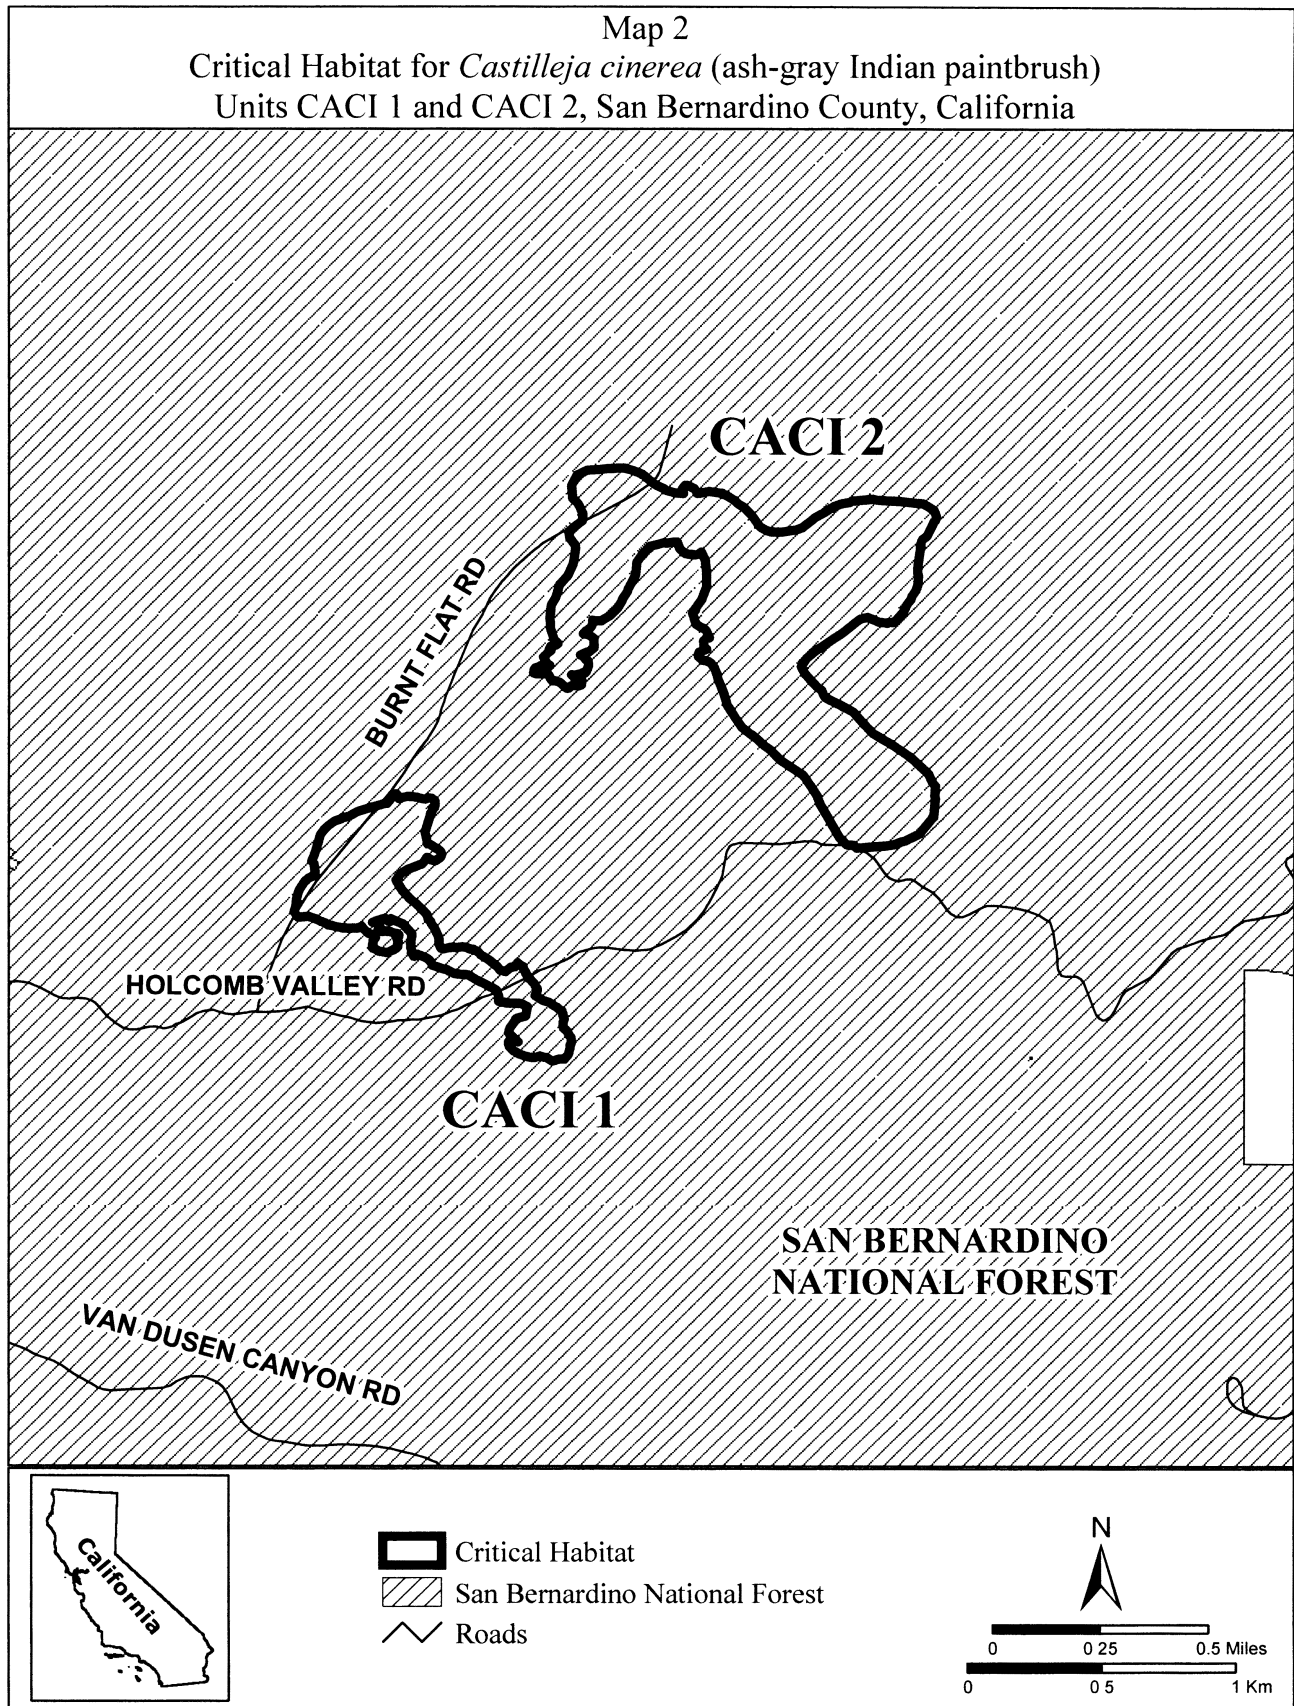 Map 2
Critical Habitat for Castilleja cinerea (ash-gray Indian paintbrush)
Units CACI 1 and CACI 2, San Bernardino County, California
CACI 2
BURNT FLAT RD
HOLCOMB VALLEY RD
CACI 1
SAN BERNARDINO
NATIONAL FOREST
VAN DUSEN CANYON RD
California
Critical Habitat
San Bernardino National Forest
Roads
N
0 0 25 0.5 Miles
0 0 5 1 Km